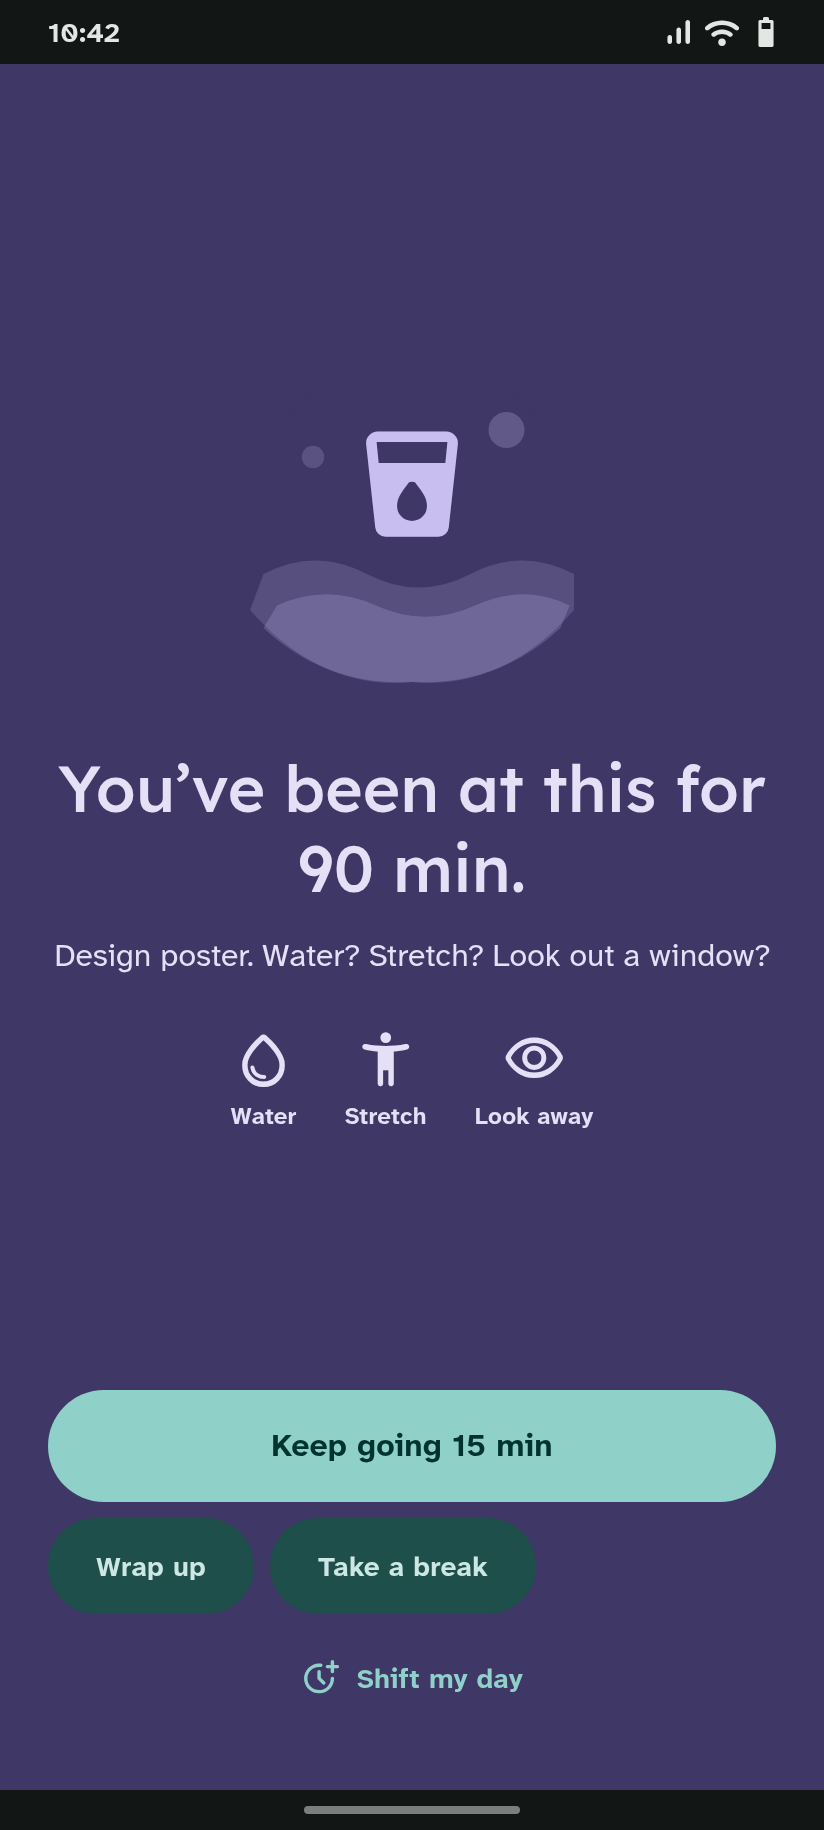 10:42
You’ve been at this for
90 min.
Design poster. Water? Stretch? Look out a window?
Water Stretch Look away
Keep going 15 min
Wrap up Take a break
Shift my day